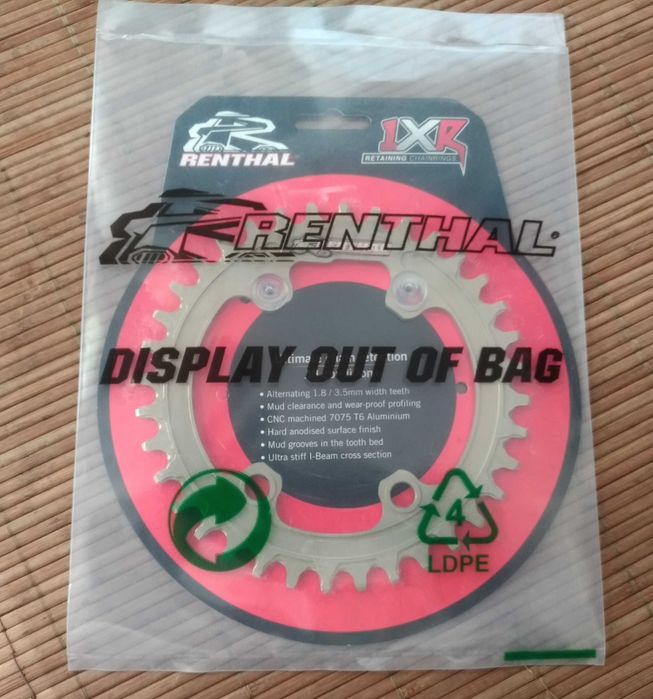 RENTHAL
1XR
RETAINING CHAINRINGS
RENTHAL®
DISPLAY OUT OF BAG
• Alternating 1.8 / 3.5mm width teeth
• Mud clearance and wear-proof profiling
• CNC machined 7075 T6 Aluminium
• Hard anodised surface finish
• Mud grooves in the tooth bed
• Ultra stiff I-Beam cross section
4
LDPE